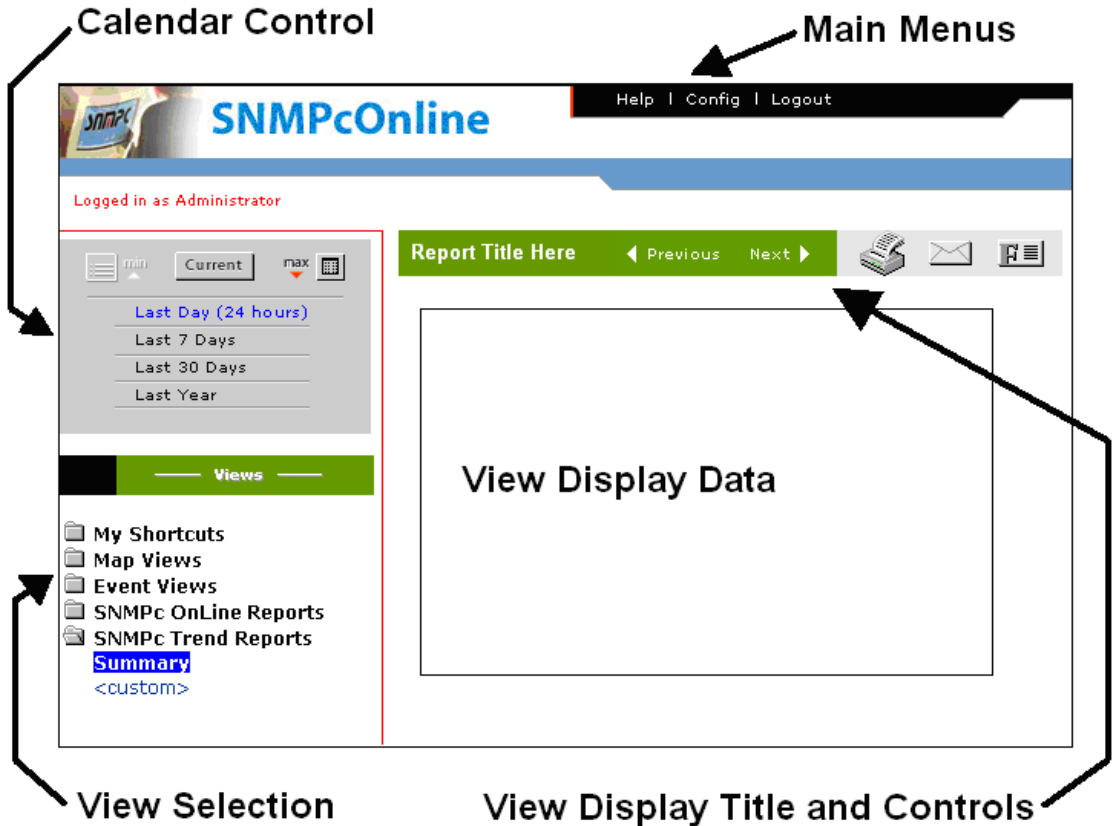 Calendar Control
Main Menus
snmpc
SNMPcOnline
Help | Config | Logout
Logged in as Administrator
min Current max
Last Day (24 hours)
Last 7 Days
Last 30 Days
Last Year
Report Title Here Previous Next
View Display Data
Views
My Shortcuts
Map Views
Event Views
SNMPc OnLine Reports
SNMPc Trend Reports
Summary
<custom>
View Selection
View Display Title and Controls